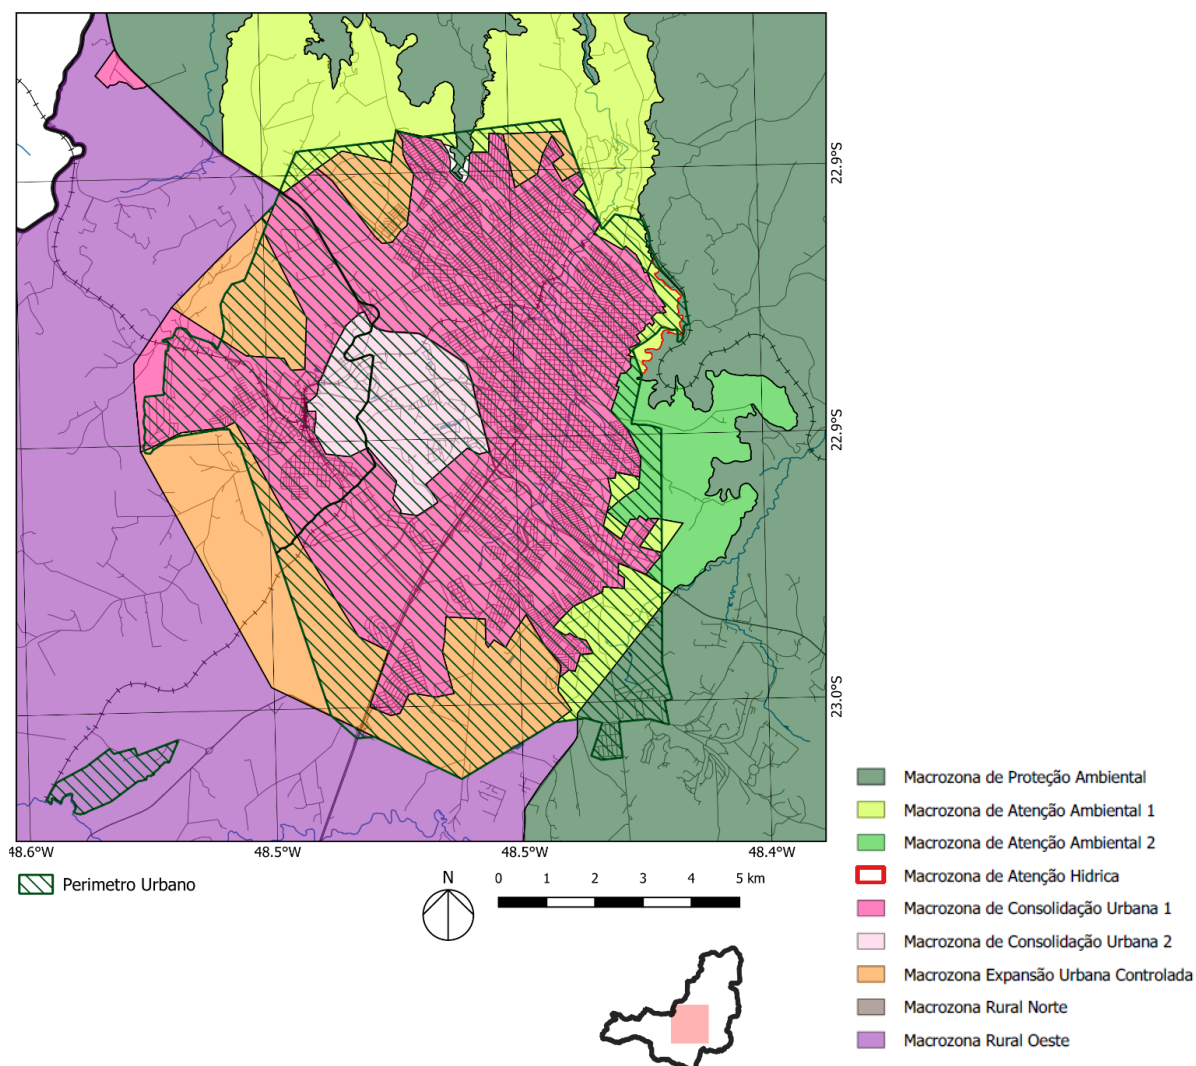 22.9°S
22.9°S
23.0°S
48.6°W
48.5°W
48.5°W
48.4°W
Perimetro Urbano
N
0 1 2 3 4 5 km
Macrozona de Proteção Ambiental
Macrozona de Atenção Ambiental 1
Macrozona de Atenção Ambiental 2
Macrozona de Atenção Hidrica
Macrozona de Consolidação Urbana 1
Macrozona de Consolidação Urbana 2
Macrozona Expansão Urbana Controlada
Macrozona Rural Norte
Macrozona Rural Oeste